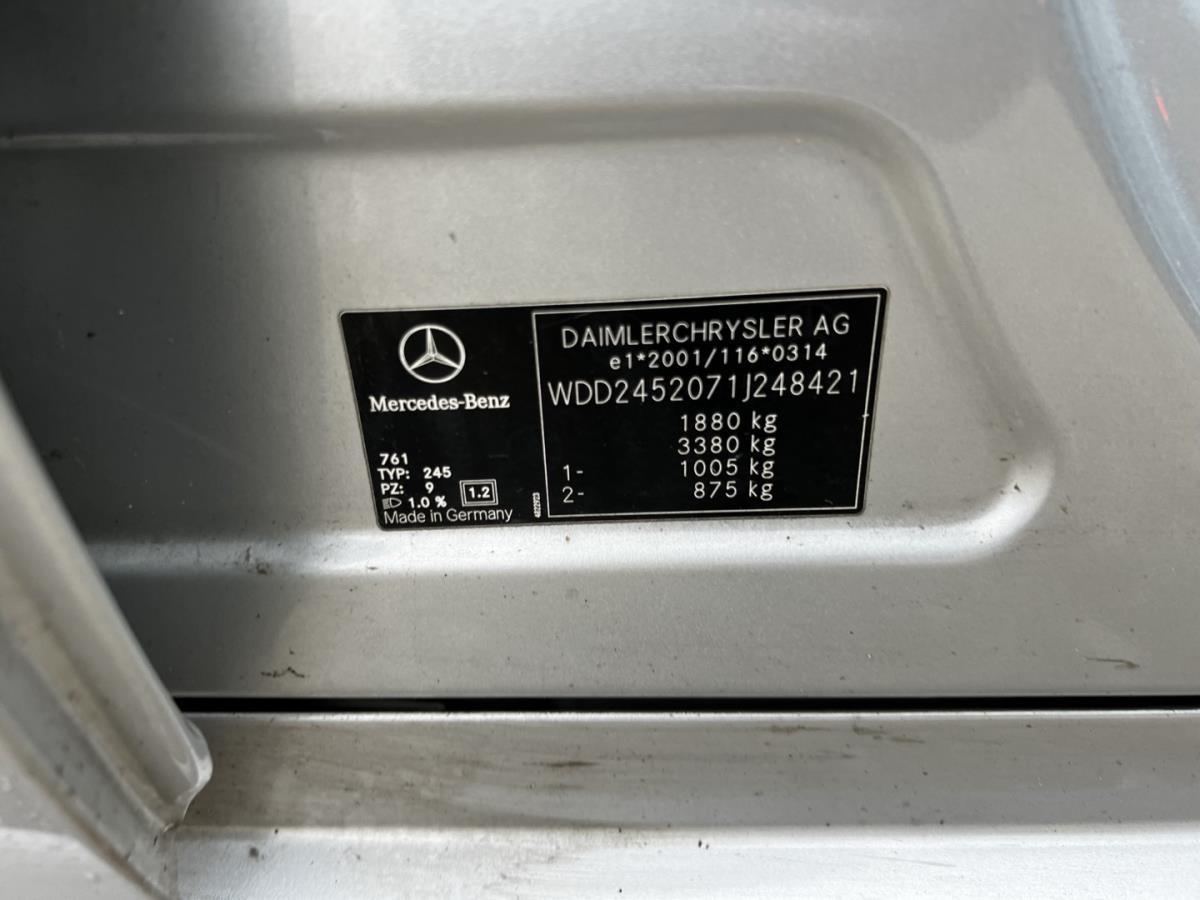 Mercedes-Benz
761
TYP: 245
PZ: 9
1.0 %
1.2
Made in Germany
DAIMLERCHRYSLER AG
e1*2001/116*0314
WDD2452071J248421
1880 kg
3380 kg
1- 1005 kg
2- 875 kg